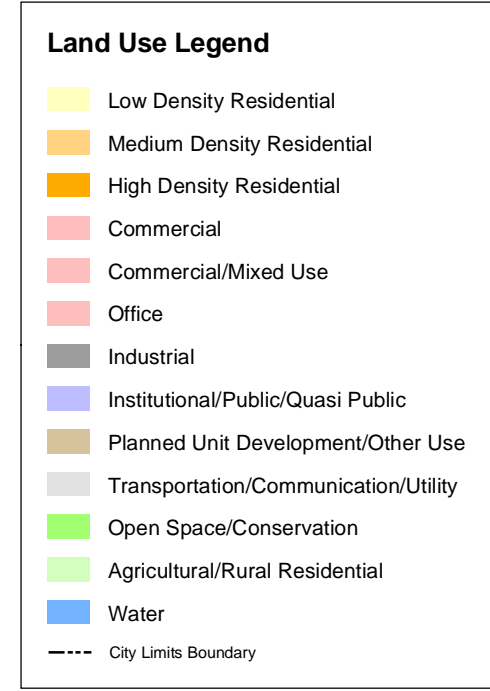 Land Use Legend
Low Density Residential
Medium Density Residential
High Density Residential
Commercial
Commercial/Mixed Use
Office
Industrial
Institutional/Public/Quasi Public
Planned Unit Development/Other Use
Transportation/Communication/Utility
Open Space/Conservation
Agricultural/Rural Residential
Water
City Limits Boundary